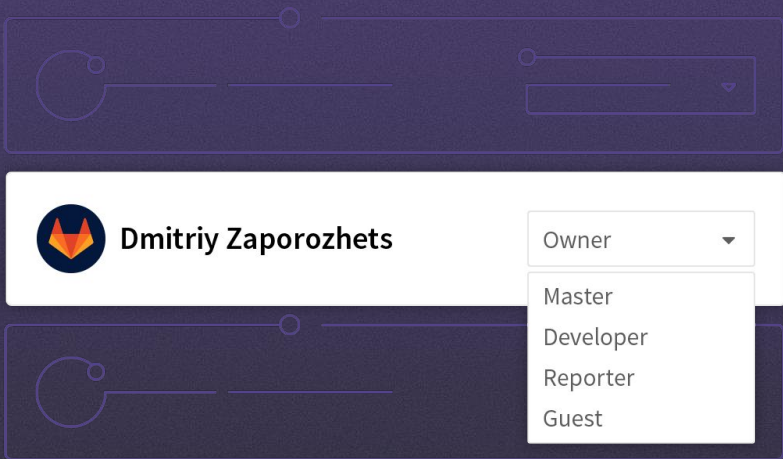 Dmitriy Zaporozhets
Owner
Master
Developer
Reporter
Guest